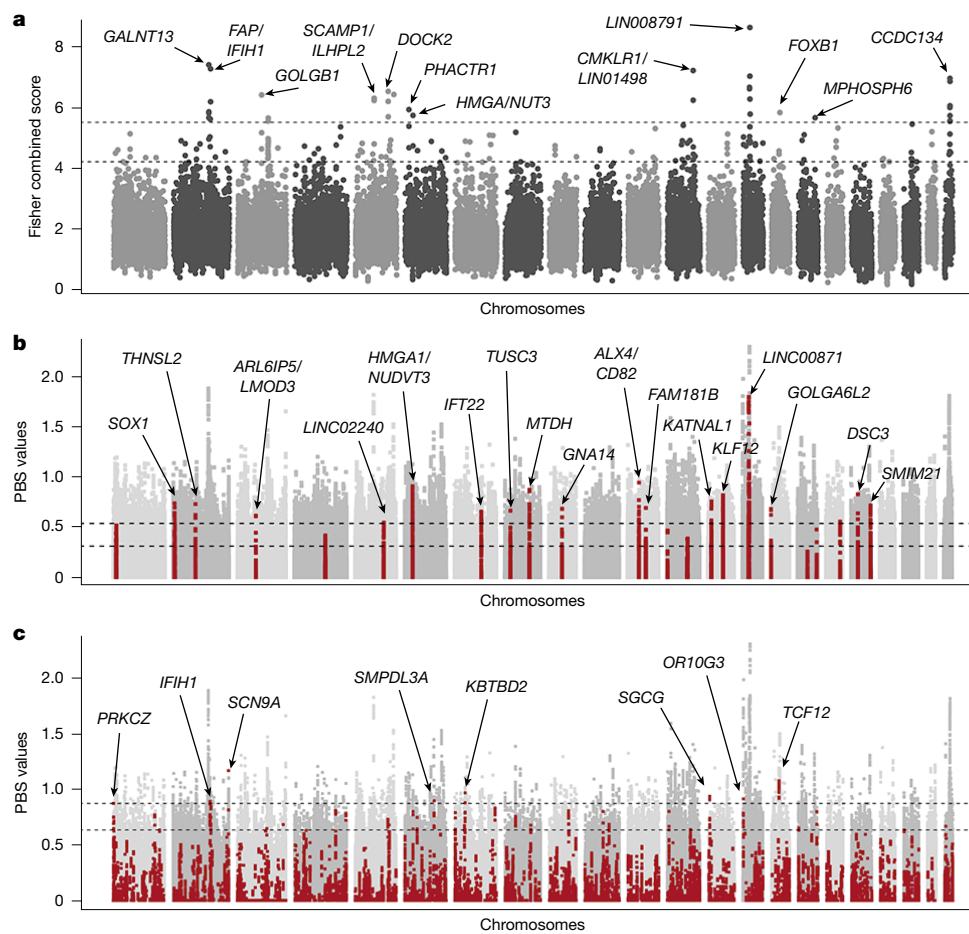 a
Fisher combined score
8
6
4
2
0
GALNT13
FAP/
IFIH1
GOLGB1
SCAMP1/
ILHPL2
DOCK2
PHACTR1
HMGA/NUT3
LIN008791
CMKLR1/
LIN01498
FOXB1
MPHOSPH6
CCDC134
Chromosomes
b
PBS values
2.0
1.5
1.0
0.5
0
SOX1
THNSL2
ARL6IP5/
LMOD3
LINC02240
HMGA1/
NUDVT3
IFT22
TUSC3
MTDH
GNA14
ALX4/
CD82
FAM181B
KATNAL1
KLF12
LINC00871
GOLGA6L2
DSC3
SMIM21
Chromosomes
c
PBS values
2.0
1.5
1.0
0.5
0
PRKCZ
IFIH1
SCN9A
SMPDL3A
KBTBD2
SGCG
OR10G3
TCF12
Chromosomes